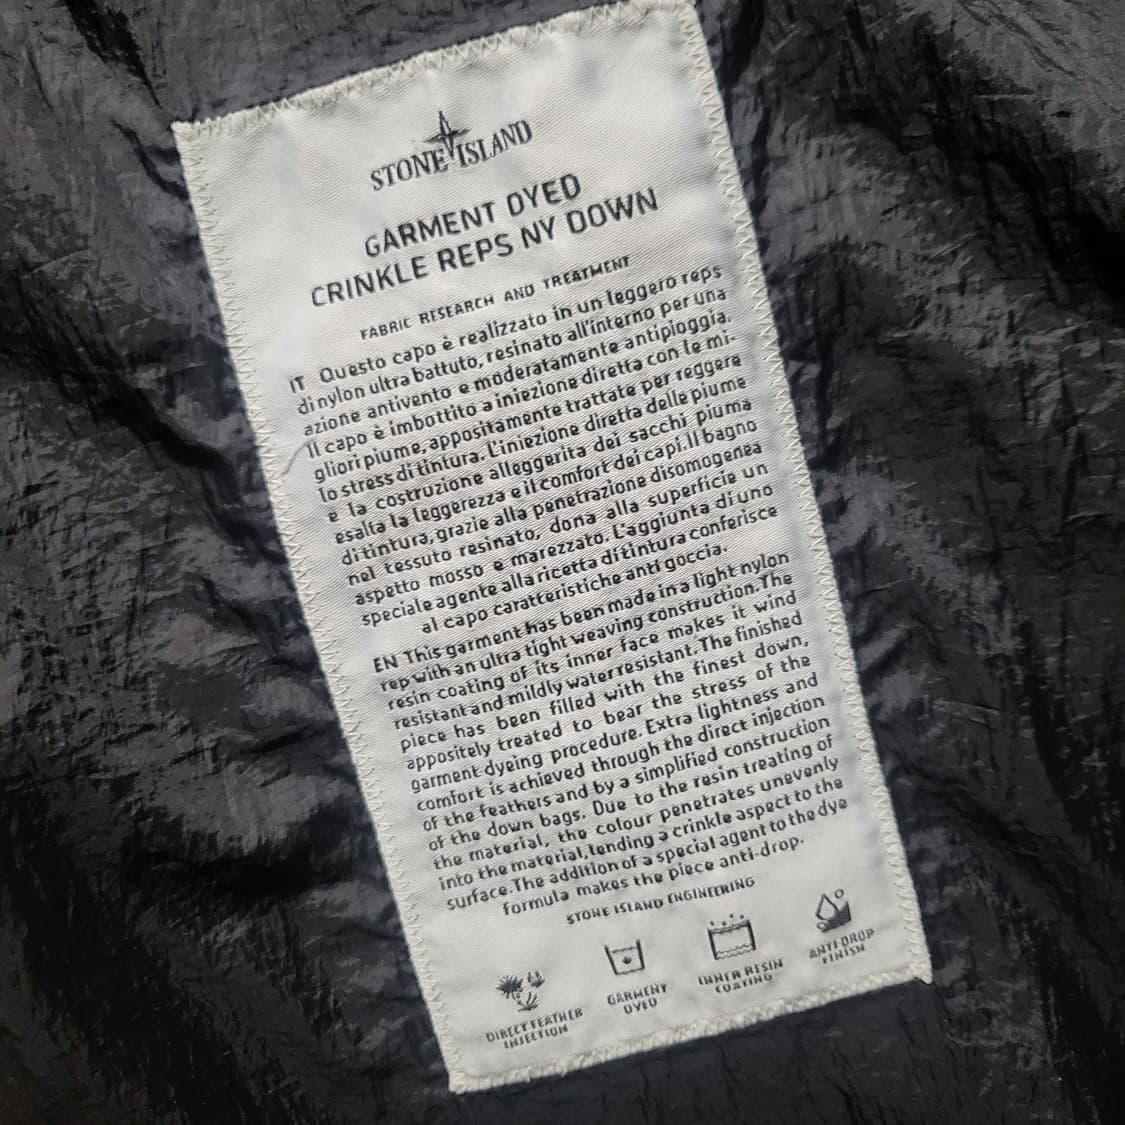 STONE ISLAND
GARMENT DYED
CRINKLE REPS NY DOWN
FABRIC RESEARCH AND TREATMENT
IT Questo capo è realizzato in un leggero reps
di nylon ultra battuto, resinato all'interno per una
azione antivento e moderatamente antipioggia.
Il capo è imbottito a iniezione diretta con le mi-
gliori piume, appositamente trattate per reggere
lo stress di tintura. L'iniezione diretta delle piume
e la costruzione alleggerita dei sacchi piuma
esalta la leggerezza e il comfort dei capi. Il bagno
di tintura, grazie alla penetrazione disomogenea
nel tessuto resinato, dona alla superficie un
aspetto mosso e marezzato. L'aggiunta di uno
speciale agente alla ricetta di tintura conferisce
al capo caratteristiche anti goccia.
EN This garment has been made in a light nylon
rep with an ultra tight weaving construction. The
resin coating of its inner face makes it wind
resistant and mildly water resistant. The finished
piece has been filled with the finest down,
appositely treated to bear the stress of the
garment-dyeing procedure. Extra lightness and
comfort is achieved through the direct injection
of the feathers and by a simplified construction
of the down bags. Due to the resin treating of
the material, the colour penetrates unevenly
into the material, lending a crinkle aspect to the
surface. The addition of a special agent to the dye
formula makes the piece anti-drop.
STONE ISLAND ENGINEERING
DIRECT FEATHER
INJECTION
GARMENT
DYED
INNER RESIN
COATING
ANTI-DROP
FINISH